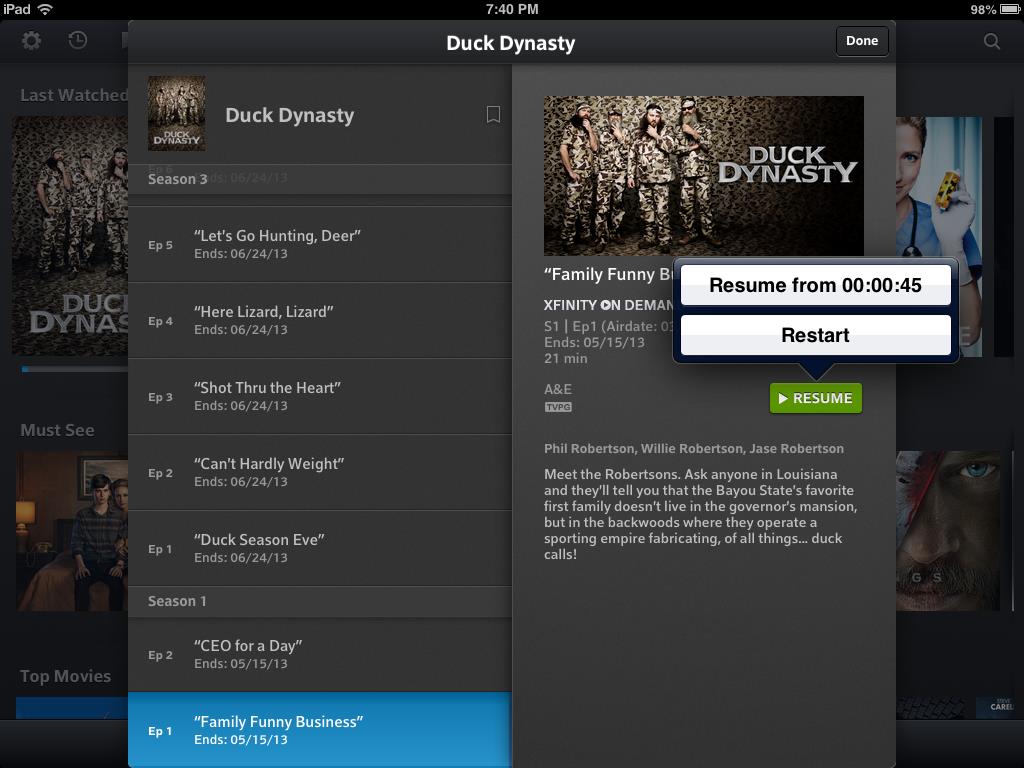 iPad
7:40 PM
98%
Duck Dynasty
Done
Last Watched
DUCK
DYNASTY
Must See
Top Movies
DUCK
DYNASTY
Duck Dynasty
Season 3
Ep 6
ds: 06/24/13
Ep 5
“Let's Go Hunting, Deer”
Ends: 06/24/13
Ep 4
“Here Lizard, Lizard”
Ends: 06/24/13
Ep 3
“Shot Thru the Heart”
Ends: 06/24/13
Ep 2
“Can't Hardly Weight”
Ends: 06/24/13
Ep 1
“Duck Season Eve”
Ends: 06/24/13
Season 1
Ep 2
“CEO for a Day”
Ends: 05/15/13
Ep 1
“Family Funny Business”
Ends: 05/15/13
DUCK
DYNASTY
“Family Funny B
XFINITY ON DEMAN
S1 | Ep1 (Airdate: 03
Ends: 05/15/13
21 min
A&E
TVPG
Resume from 00:00:45
Restart
RESUME
Phil Robertson, Willie Robertson, Jase Robertson
Meet the Robertsons. Ask anyone in Louisiana
and they'll tell you that the Bayou State's favorite
first family doesn't live in the governor's mansion,
but in the backwoods where they operate a
sporting empire fabricating, of all things... duck
calls!
E
NGS
STEVE
CAREL